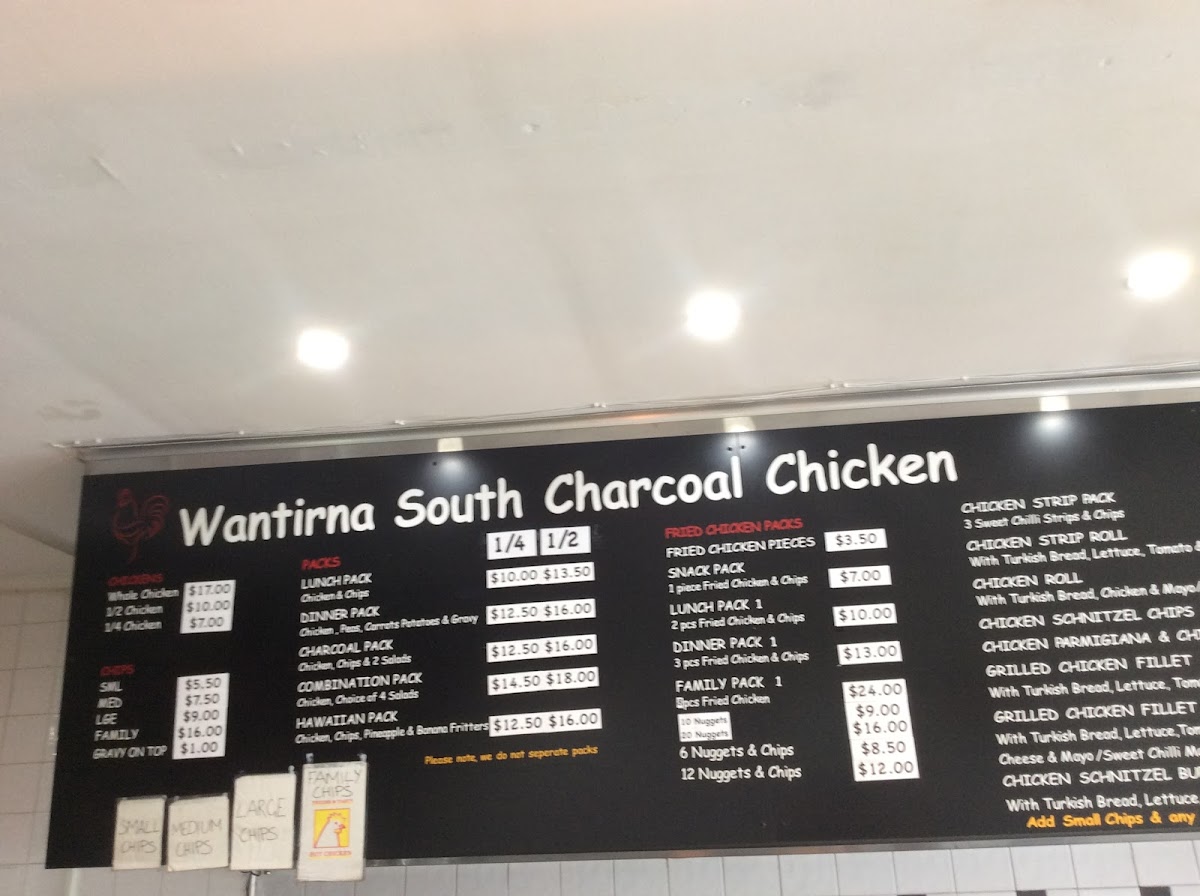 Wantirna South Charcoal Chicken
CHICKENS
Whole Chicken $17.00
1/2 Chicken $10.00
1/4 Chicken $7.00
CHIPS
SML $5.50
MED $7.50
LGE $9.00
FAMILY $16.00
GRAVY ON TOP $1.00
PACKS 1/4 1/2
LUNCH PACK $10.00 $13.50
Chicken & Chips
DINNER PACK $12.50 $16.00
Chicken, Peas, Carrots Potatoes & Gravy
CHARCOAL PACK $12.50 $16.00
Chicken, Chips & 2 Salads
COMBINATION PACK $14.50 $18.00
Chicken, Choice of 4 Salads
HAWAIIAN PACK
Chicken, Chips, Pineapple & Banana Fritters $12.50 $16.00
Please note, we do not seperate packs
FRIED CHICKEN PACKS
FRIED CHICKEN PIECES $3.50
SNACK PACK $7.00
1 piece Fried Chicken & Chips
LUNCH PACK 1 $10.00
2 pcs Fried Chicken & Chips
DINNER PACK 1 $13.00
3 pcs Fried Chicken & Chips
FAMILY PACK 1 $24.00
pcs Fried Chicken
10 Nuggets $9.00
20 Nuggets $16.00
6 Nuggets & Chips $8.50
12 Nuggets & Chips $12.00
CHICKEN STRIP PACK
3 Sweet Chilli Strips & Chips
CHICKEN STRIP ROLL
With Turkish Bread, Lettuce, Tomato &
CHICKEN ROLL
With Turkish Bread, Chicken & Mayo
CHICKEN SCHNITZEL CHIPS
CHICKEN PARMIGIANA & CHI
GRILLED CHICKEN FILLET
With Turkish Bread, Lettuce, Tom
GRILLED CHICKEN FILLET
With Turkish Bread, Lettuce, Tom
Cheese & Mayo / Sweet Chilli M
CHICKEN SCHNITZEL BU
With Turkish Bread, Lettuce
Add Small Chips & any
SMALL
CHIPS
MEDIUM
CHIPS
LARGE
CHIPS
FAMILY
CHIPS